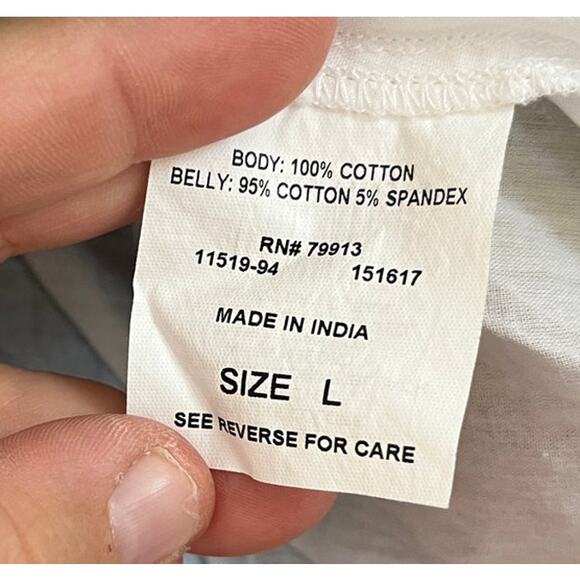 BODY: 100% COTTON
BELLY: 95% COTTON 5% SPANDEX
RN# 79913
11519-94 151617
MADE IN INDIA
SIZE L
SEE REVERSE FOR CARE